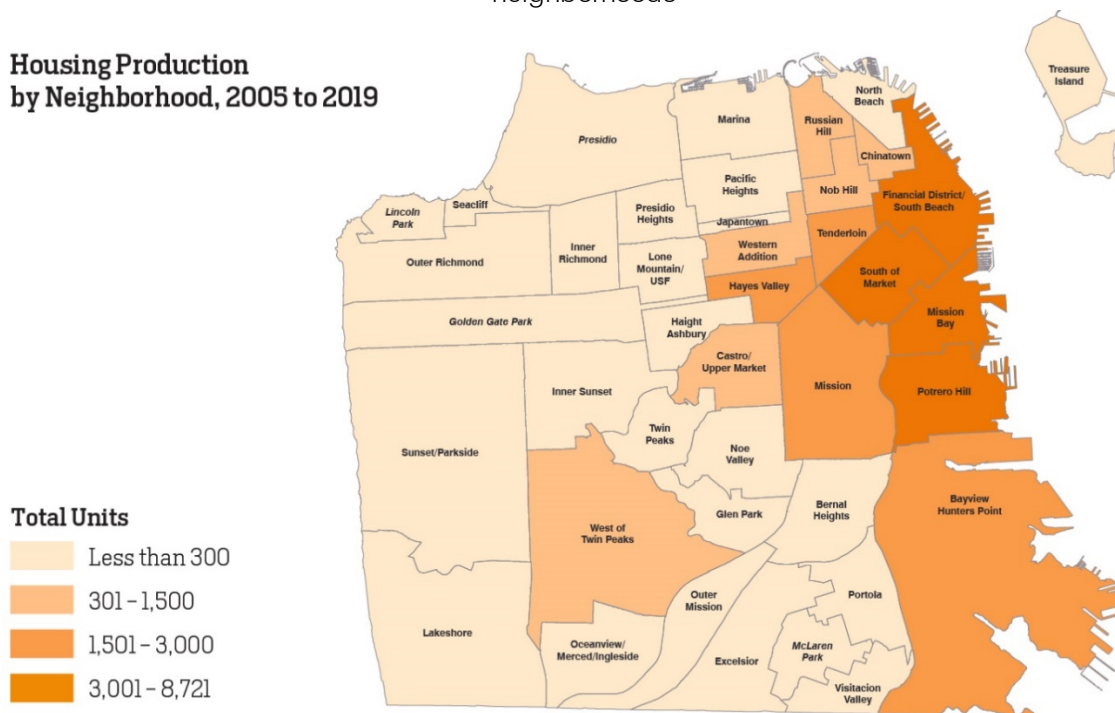 neighborhoods
Housing Production
by Neighborhood, 2005 to 2019
Treasure
Island
North
Beach
Marina
Russian
Hill
Presidio
Chinatown
Pacific
Heights
Nob Hill
Financial District/
South Beach
Seacliff
Lincoln
Park
Presidio
Heights
Japantown
Tenderloin
Western
Addition
Inner
Richmond
Outer Richmond
Lone
Mountain/
USF
South of
Market
Hayes Valley
Mission
Bay
Golden Gate Park
Haight
Ashbury
Castro/
Upper Market
Mission
Potrero Hill
Inner Sunset
Twin
Peaks
Sunset/Parkside
Noe
Valley
Bayview
Hunters Point
Glen Park
Bernal
Heights
West of
Twin Peaks
Outer
Mission
Portola
Lakeshore
Oceanview/
Merced/Ingleside
McLaren
Park
Excelsior
Visitacion
Valley
Total Units
Less than 300
301 – 1,500
1,501 – 3,000
3,001 – 8,721